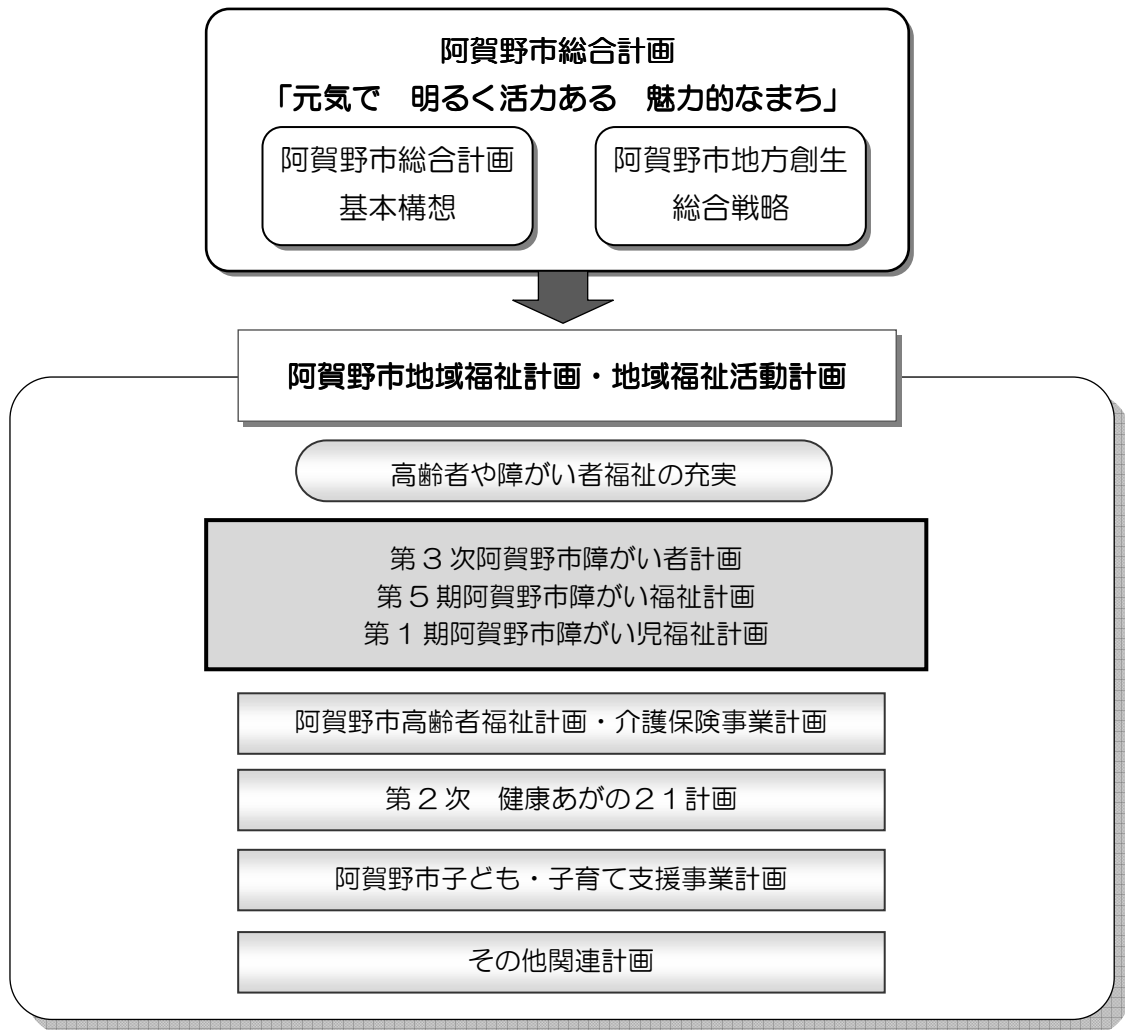 阿賀野市総合計画
「元気で　明るく活力ある　魅力的なまち」
阿賀野市総合計画
基本構想
阿賀野市地方創生
総合戦略
阿賀野市地域福祉計画・地域福祉活動計画
高齢者や障がい者福祉の充実
第３次阿賀野市障がい者計画
第５期阿賀野市障がい福祉計画
第１期阿賀野市障がい児福祉計画
阿賀野市高齢者福祉計画・介護保険事業計画
第２次　健康あがの２１計画
阿賀野市子ども・子育て支援事業計画
その他関連計画